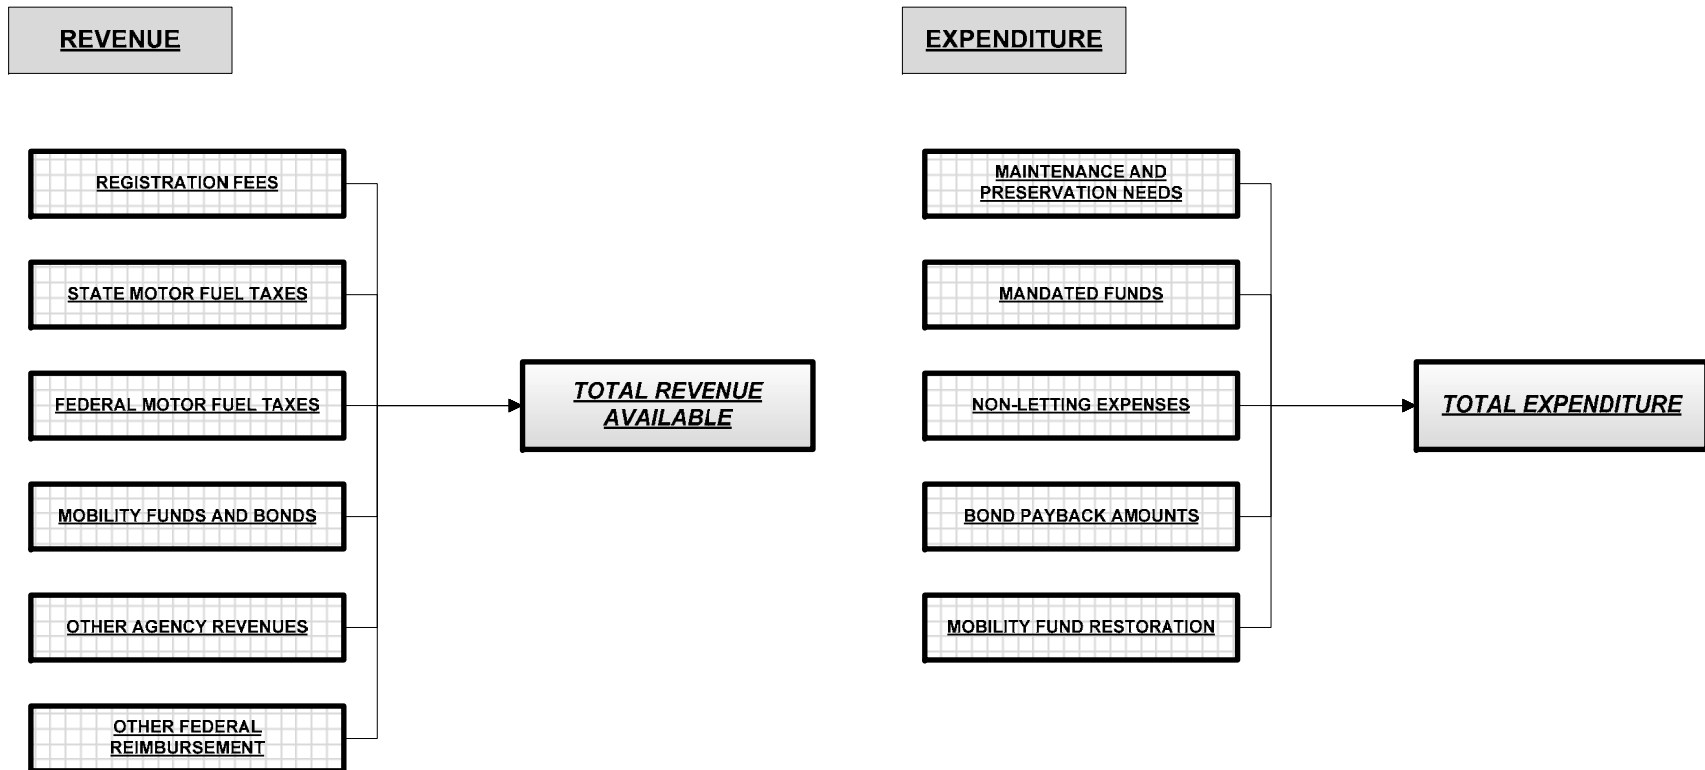 REVENUE
REGISTRATION FEES
STATE MOTOR FUEL TAXES
FEDERAL MOTOR FUEL TAXES
MOBILITY FUNDS AND BONDS
OTHER AGENCY REVENUES
OTHER FEDERAL
REIMBURSEMENT
TOTAL REVENUE
AVAILABLE
EXPENDITURE
MAINTENANCE AND
PRESERVATION NEEDS
MANDATED FUNDS
NON-LETTING EXPENSES
BOND PAYBACK AMOUNTS
MOBILITY FUND RESTORATION
TOTAL EXPENDITURE